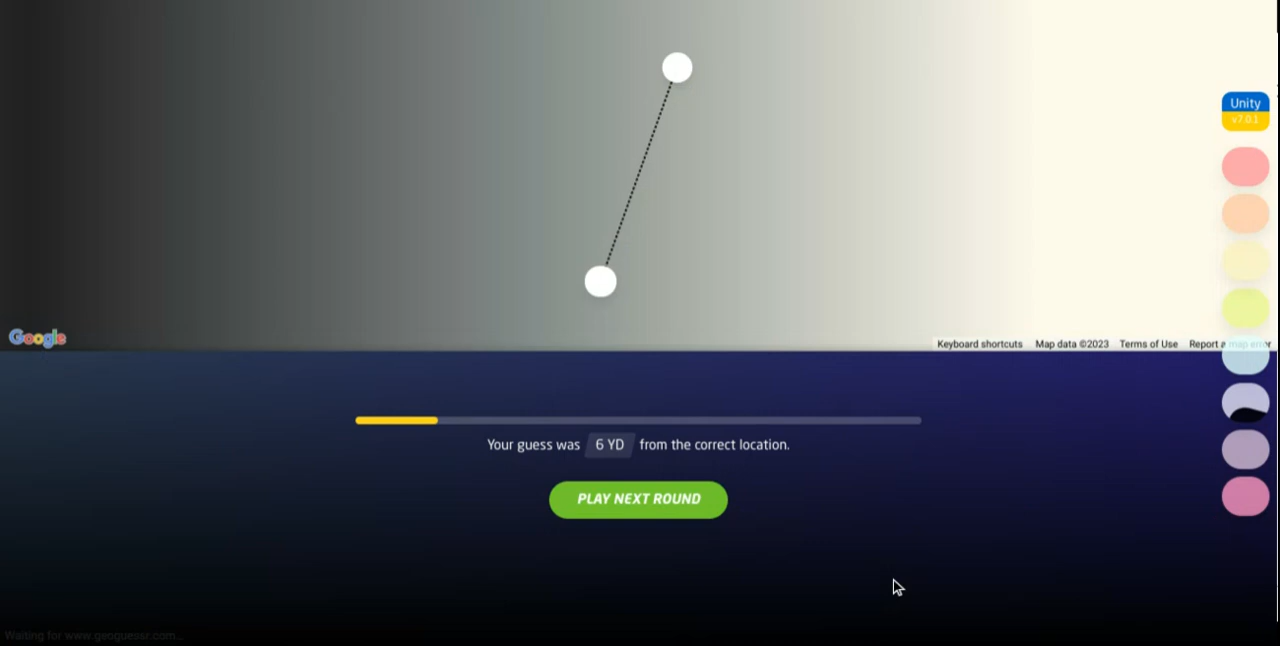 Unity
v7.0.1
Google
Keyboard shortcuts Map data ©2023 Terms of Use Report a map error
Your guess was 6 YD from the correct location.
PLAY NEXT ROUND
Waiting for www.geoguessr.com...